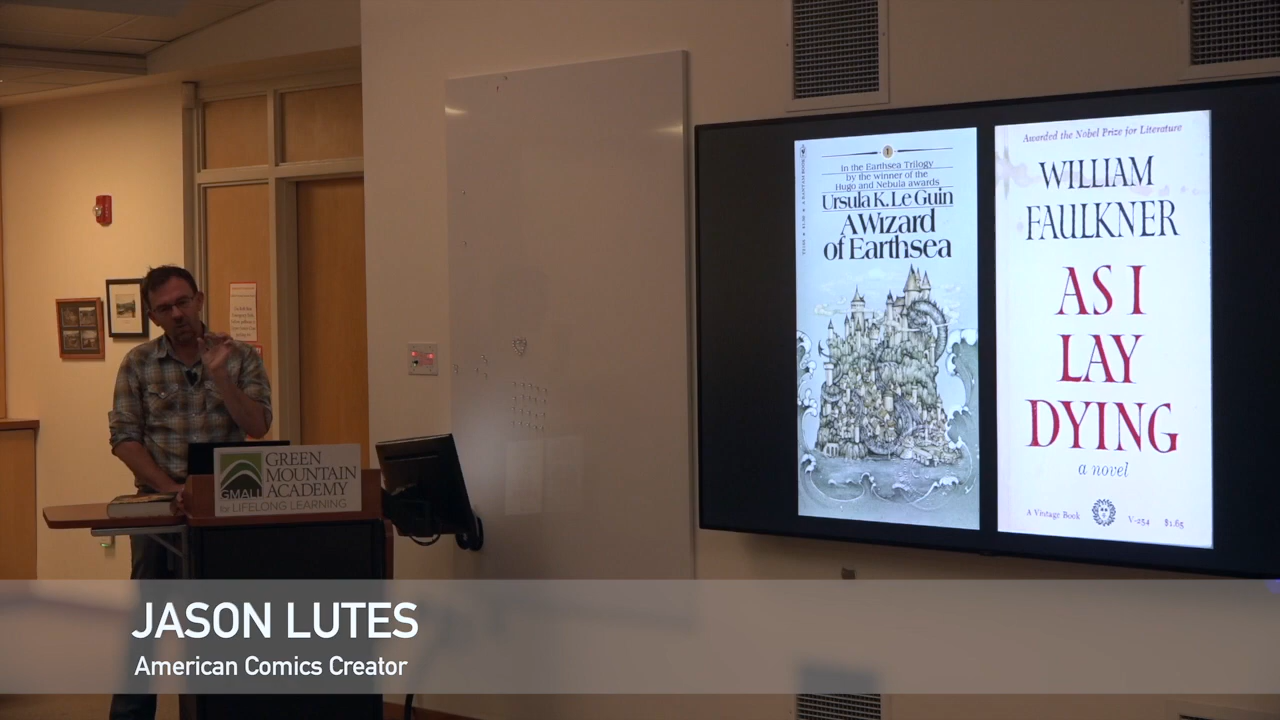 1
In the Earthsea Trilogy
by the winner of the
Hugo and Nebula awards
Ursula K. Le Guin
A Wizard
of Earthsea
Awarded the Nobel Prize for Literature
WILLIAM
FAULKNER
AS I
LAY
DYING
a novel
A Vintage Book
V-254
$1.65
GMALL
GREEN
MOUNTAIN
ACADEMY
for LIFELONG LEARNING
JASON LUTES
American Comics Creator